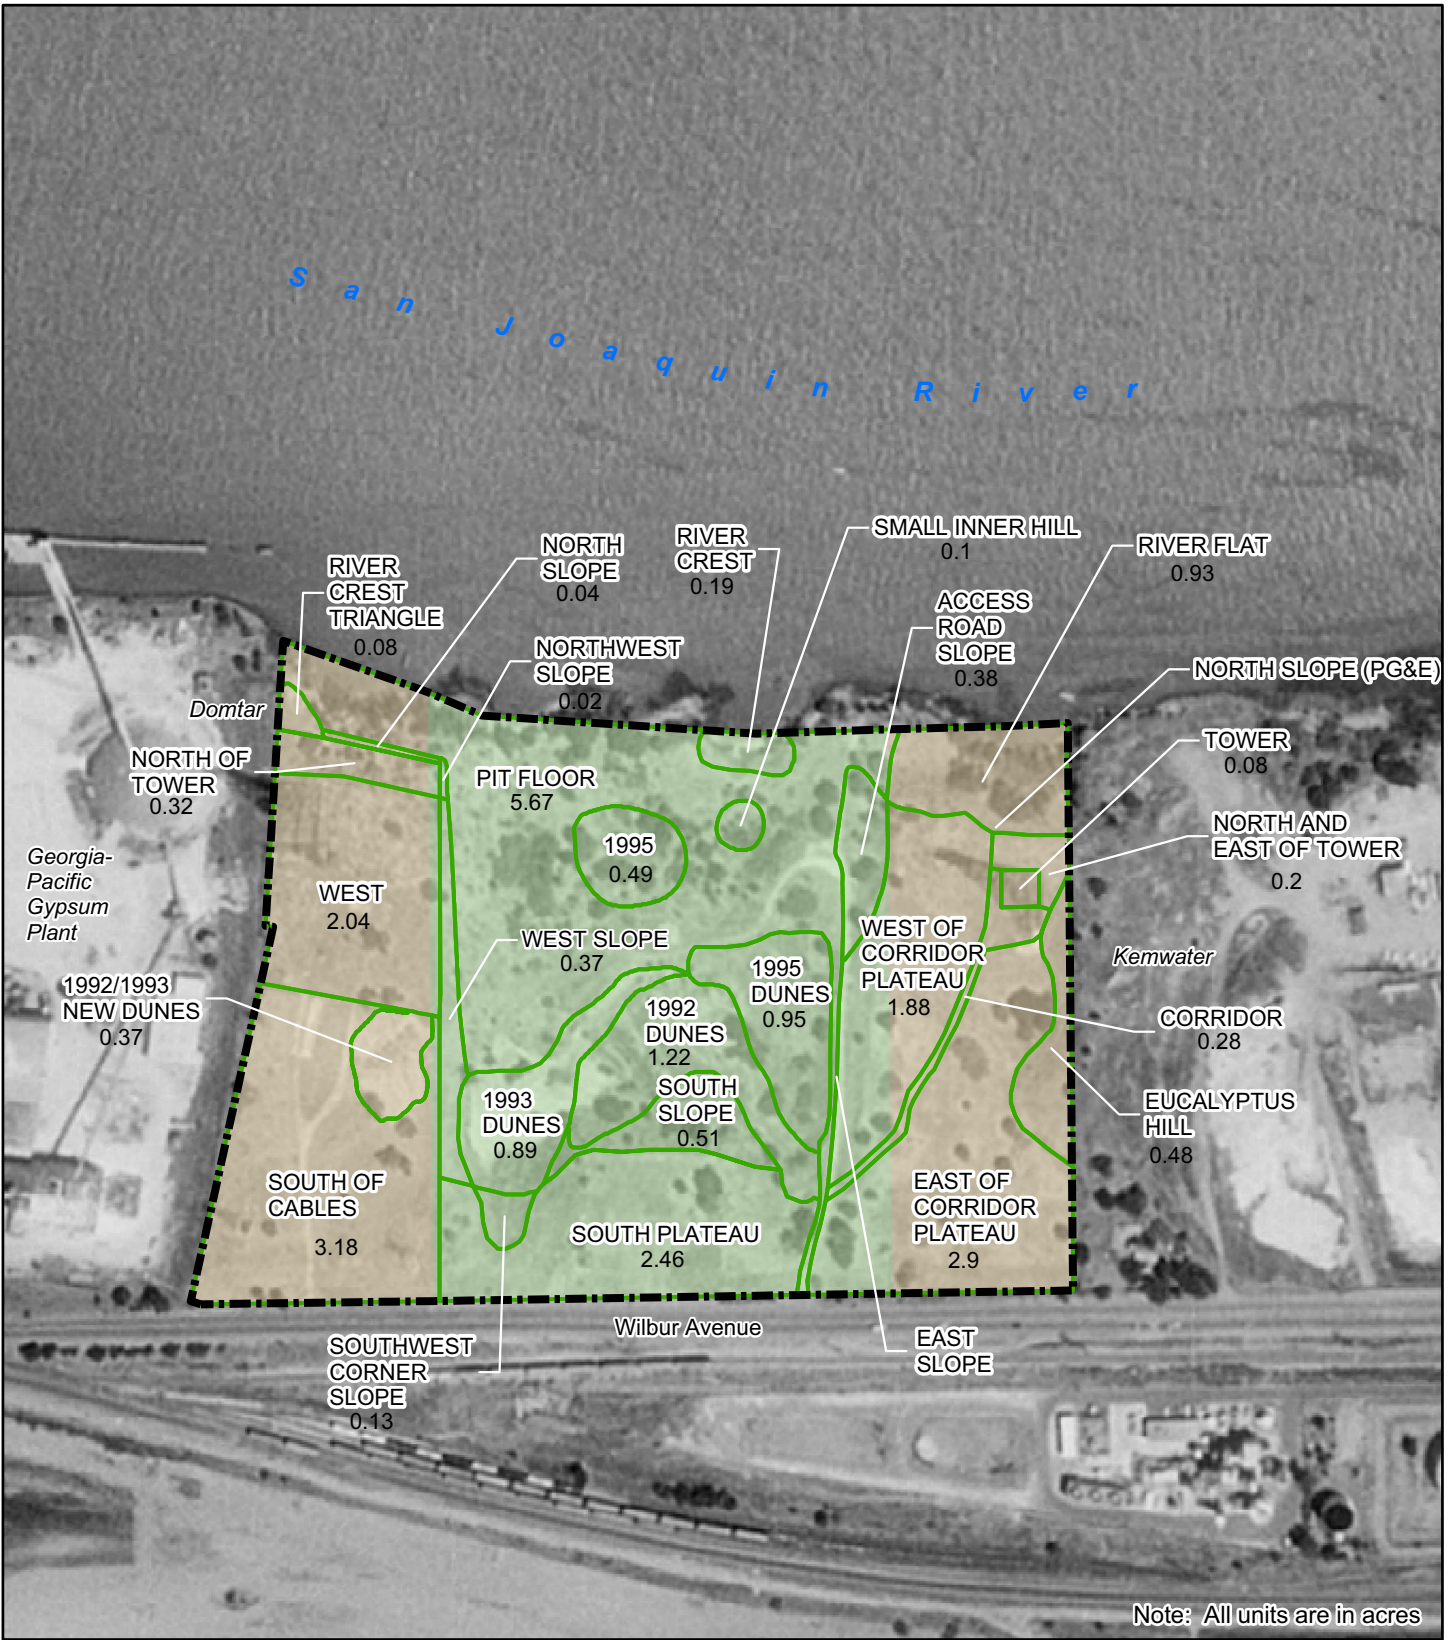 San Joaquin River
SMALL INNER HILL
0.1
RIVER
CREST
0.19
NORTH
SLOPE
0.04
RIVER FLAT
0.93
RIVER
CREST
TRIANGLE
0.08
ACCESS
ROAD
SLOPE
0.38
NORTHWEST
SLOPE
0.02
NORTH SLOPE (PG&E)
Domtar
TOWER
0.08
NORTH OF
TOWER
0.32
PIT FLOOR
5.67
NORTH AND
EAST OF TOWER
0.2
1995
0.49
Georgia-
Pacific
Gypsum
Plant
WEST
2.04
WEST SLOPE
0.37
WEST OF
CORRIDOR
PLATEAU
1.88
Kemwater
1995
DUNES
0.95
1992/1993
NEW DUNES
0.37
1992
DUNES
1.22
CORRIDOR
0.28
SOUTH
SLOPE
0.51
1993
DUNES
0.89
EUCALYPTUS
HILL
0.48
SOUTH OF
CABLES
3.18
EAST OF
CORRIDOR
PLATEAU
2.9
SOUTH PLATEAU
2.46
Wilbur Avenue
SOUTHWEST
CORNER
SLOPE
0.13
EAST
SLOPE
Note: All units are in acres